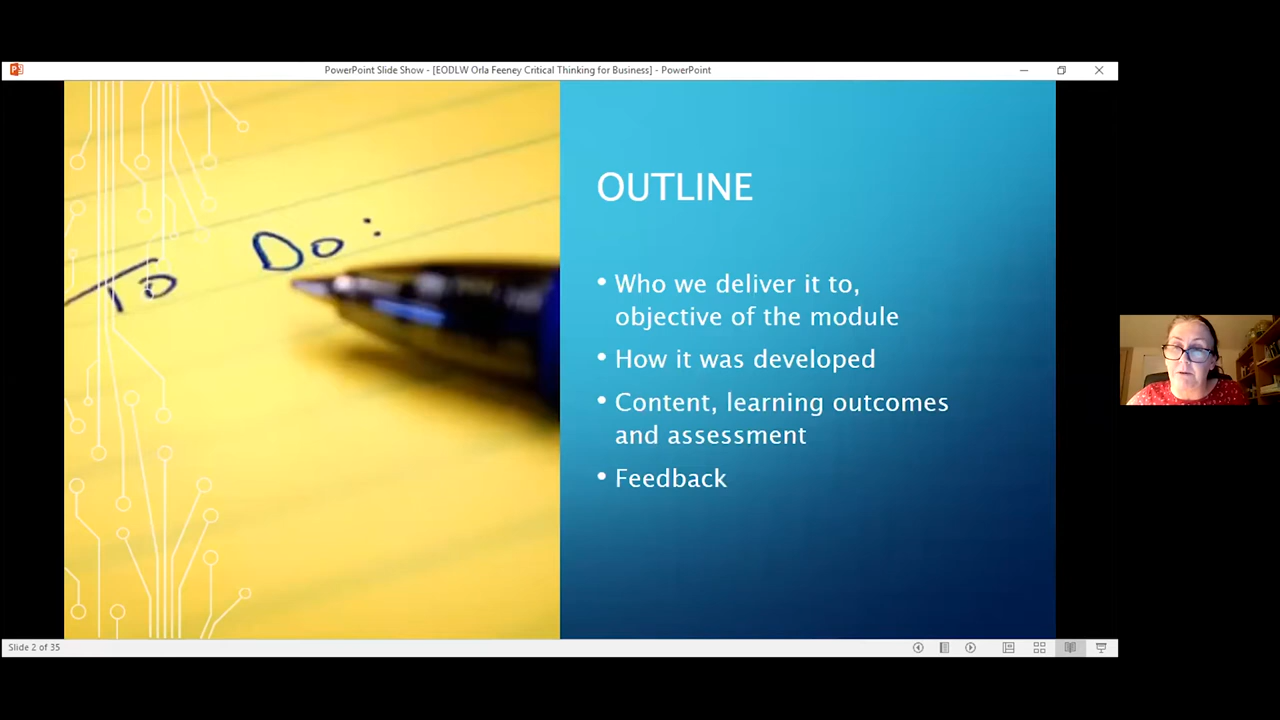 PowerPoint Slide Show - [EODLW Orla Feeney Critical Thinking for Business] - PowerPoint
To Do:
OUTLINE
• Who we deliver it to,
objective of the module
• How it was developed
• Content, learning outcomes
and assessment
• Feedback
Slide 2 of 35